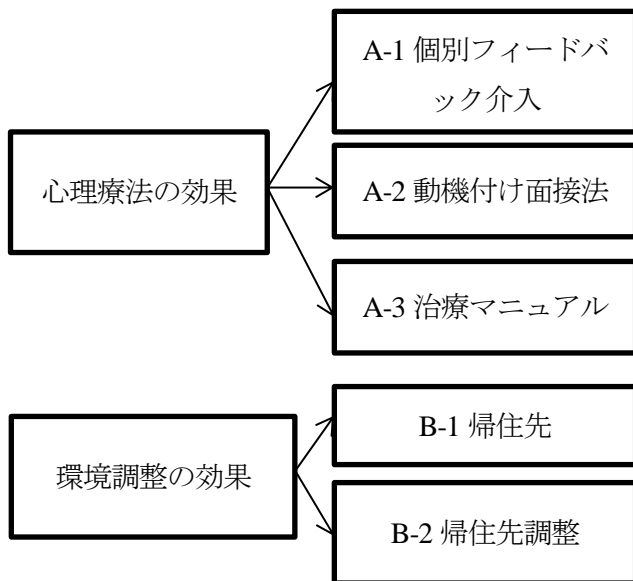 A-1 個別フィードバ
ック介入
心理療法の効果
A-2 動機付け面接法
A-3 治療マニュアル
B-1 帰住先
環境調整の効果
B-2 帰住先調整